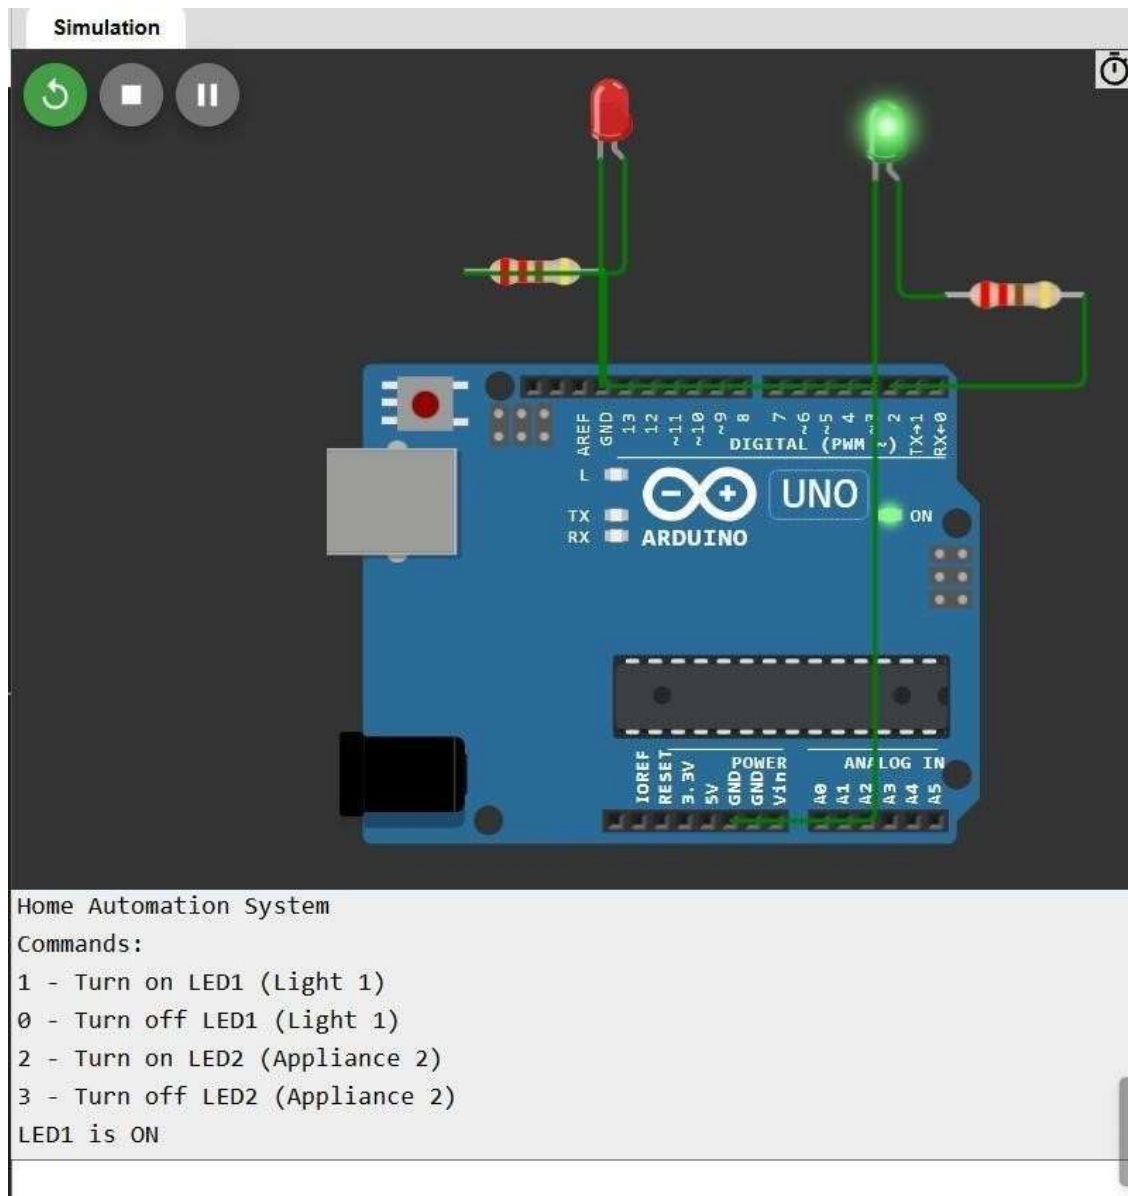 Simulation
AREF
GND
13
12
~11
~10
~9
8
7
~6
~5
4
~3
2
TX→1
RX←0
DIGITAL (PWM ~)
L
TX
RX
UNO
ARDUINO
ON
POWER
ANALOG IN
IOREF
RESET
3.3V
5V
GND
GND
Vin
A0
A1
A2
A3
A4
A5
Home Automation System
Commands:
1 - Turn on LED1 (Light 1)
0 - Turn off LED1 (Light 1)
2 - Turn on LED2 (Appliance 2)
3 - Turn off LED2 (Appliance 2)
LED1 is ON